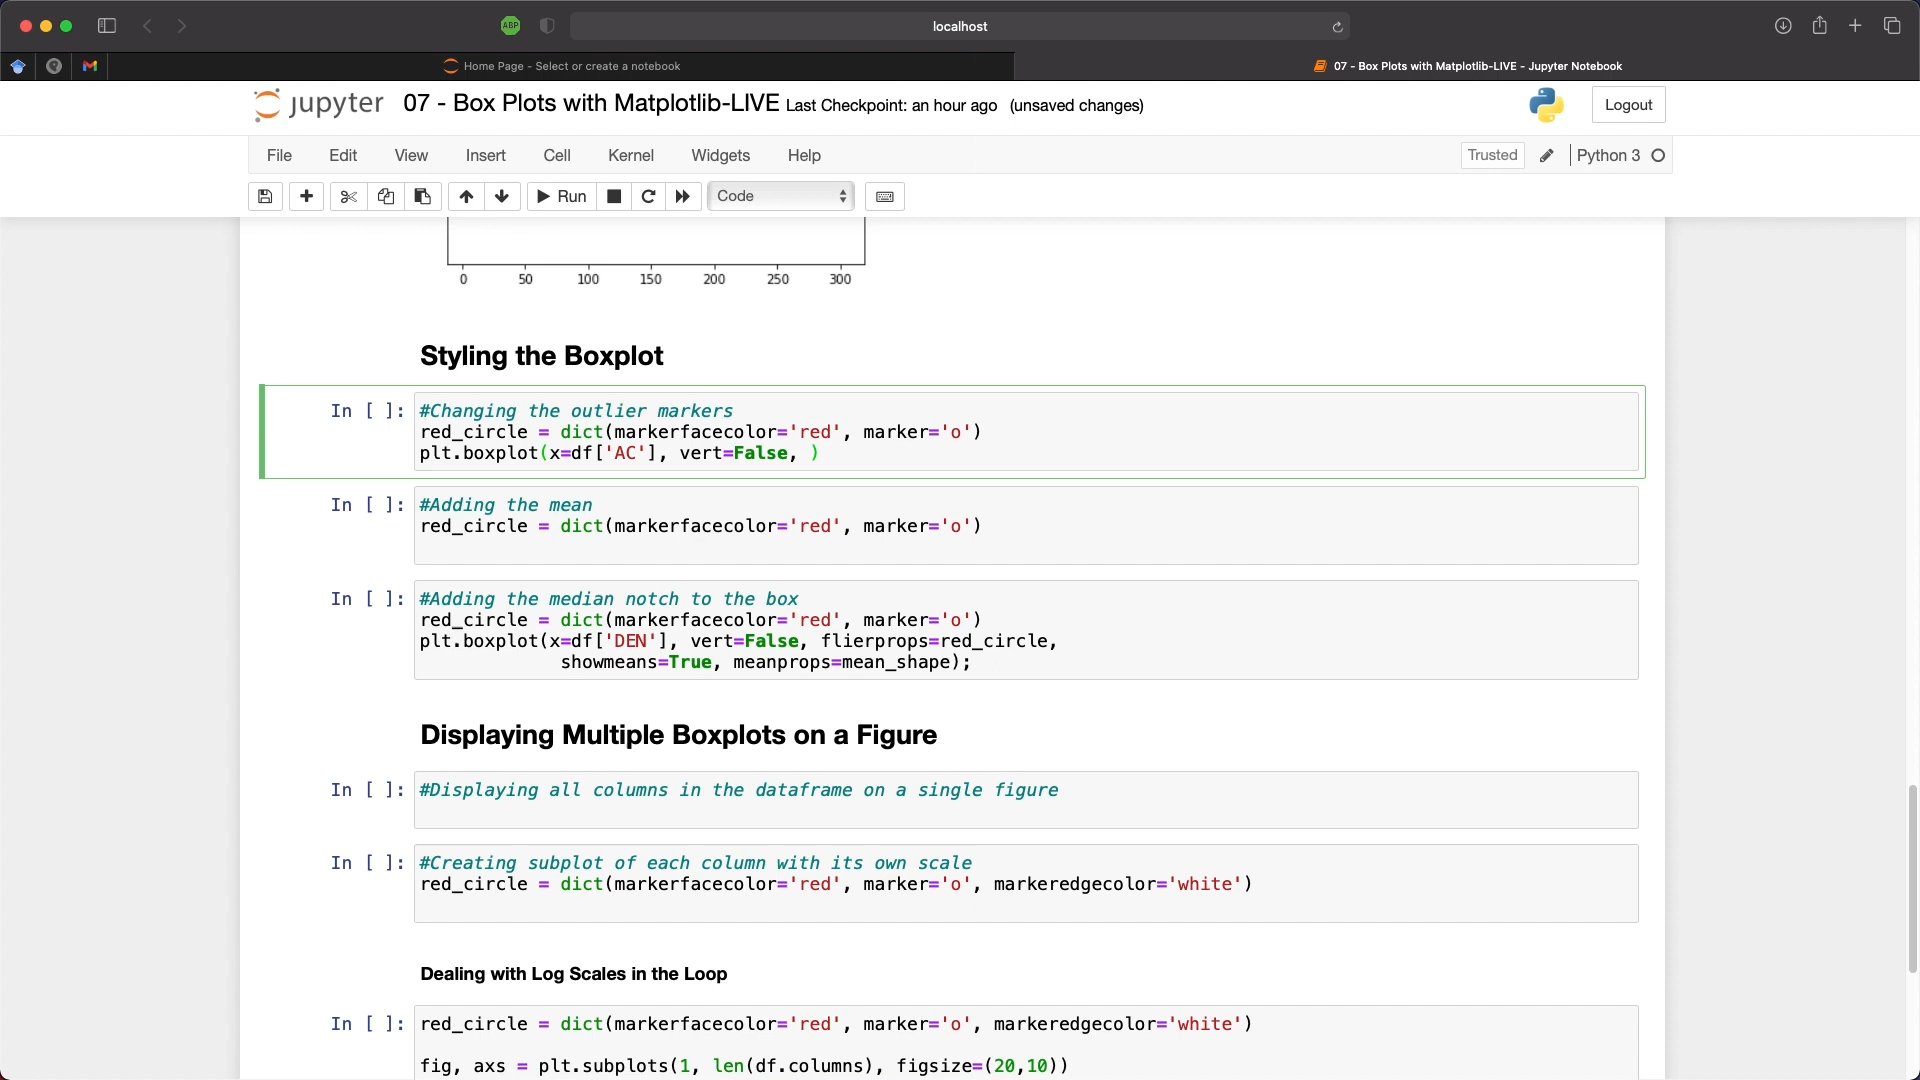 ABP
localhost
Home Page - Select or create a notebook
07 - Box Plots with Matplotlib-LIVE - Jupyter Notebook
jupyter 07 - Box Plots with Matplotlib-LIVE Last Checkpoint: an hour ago (unsaved changes)
Logout
File Edit View Insert Cell Kernel Widgets Help
Trusted Python 3
Run Code
0 50 100 150 200 250 300
Styling the Boxplot
In [ ]: #Changing the outlier markers
red_circle = dict(markerfacecolor='red', marker='o')
plt.boxplot(x=df['AC'], vert=False, )
In [ ]: #Adding the mean
red_circle = dict(markerfacecolor='red', marker='o')
In [ ]: #Adding the median notch to the box
red_circle = dict(markerfacecolor='red', marker='o')
plt.boxplot(x=df['DEN'], vert=False, flierprops=red_circle,
showmeans=True, meanprops=mean_shape);
Displaying Multiple Boxplots on a Figure
In [ ]: #Displaying all columns in the dataframe on a single figure
In [ ]: #Creating subplot of each column with its own scale
red_circle = dict(markerfacecolor='red', marker='o', markeredgecolor='white')
Dealing with Log Scales in the Loop
In [ ]: red_circle = dict(markerfacecolor='red', marker='o', markeredgecolor='white')
fig, axs = plt.subplots(1, len(df.columns), figsize=(20,10))